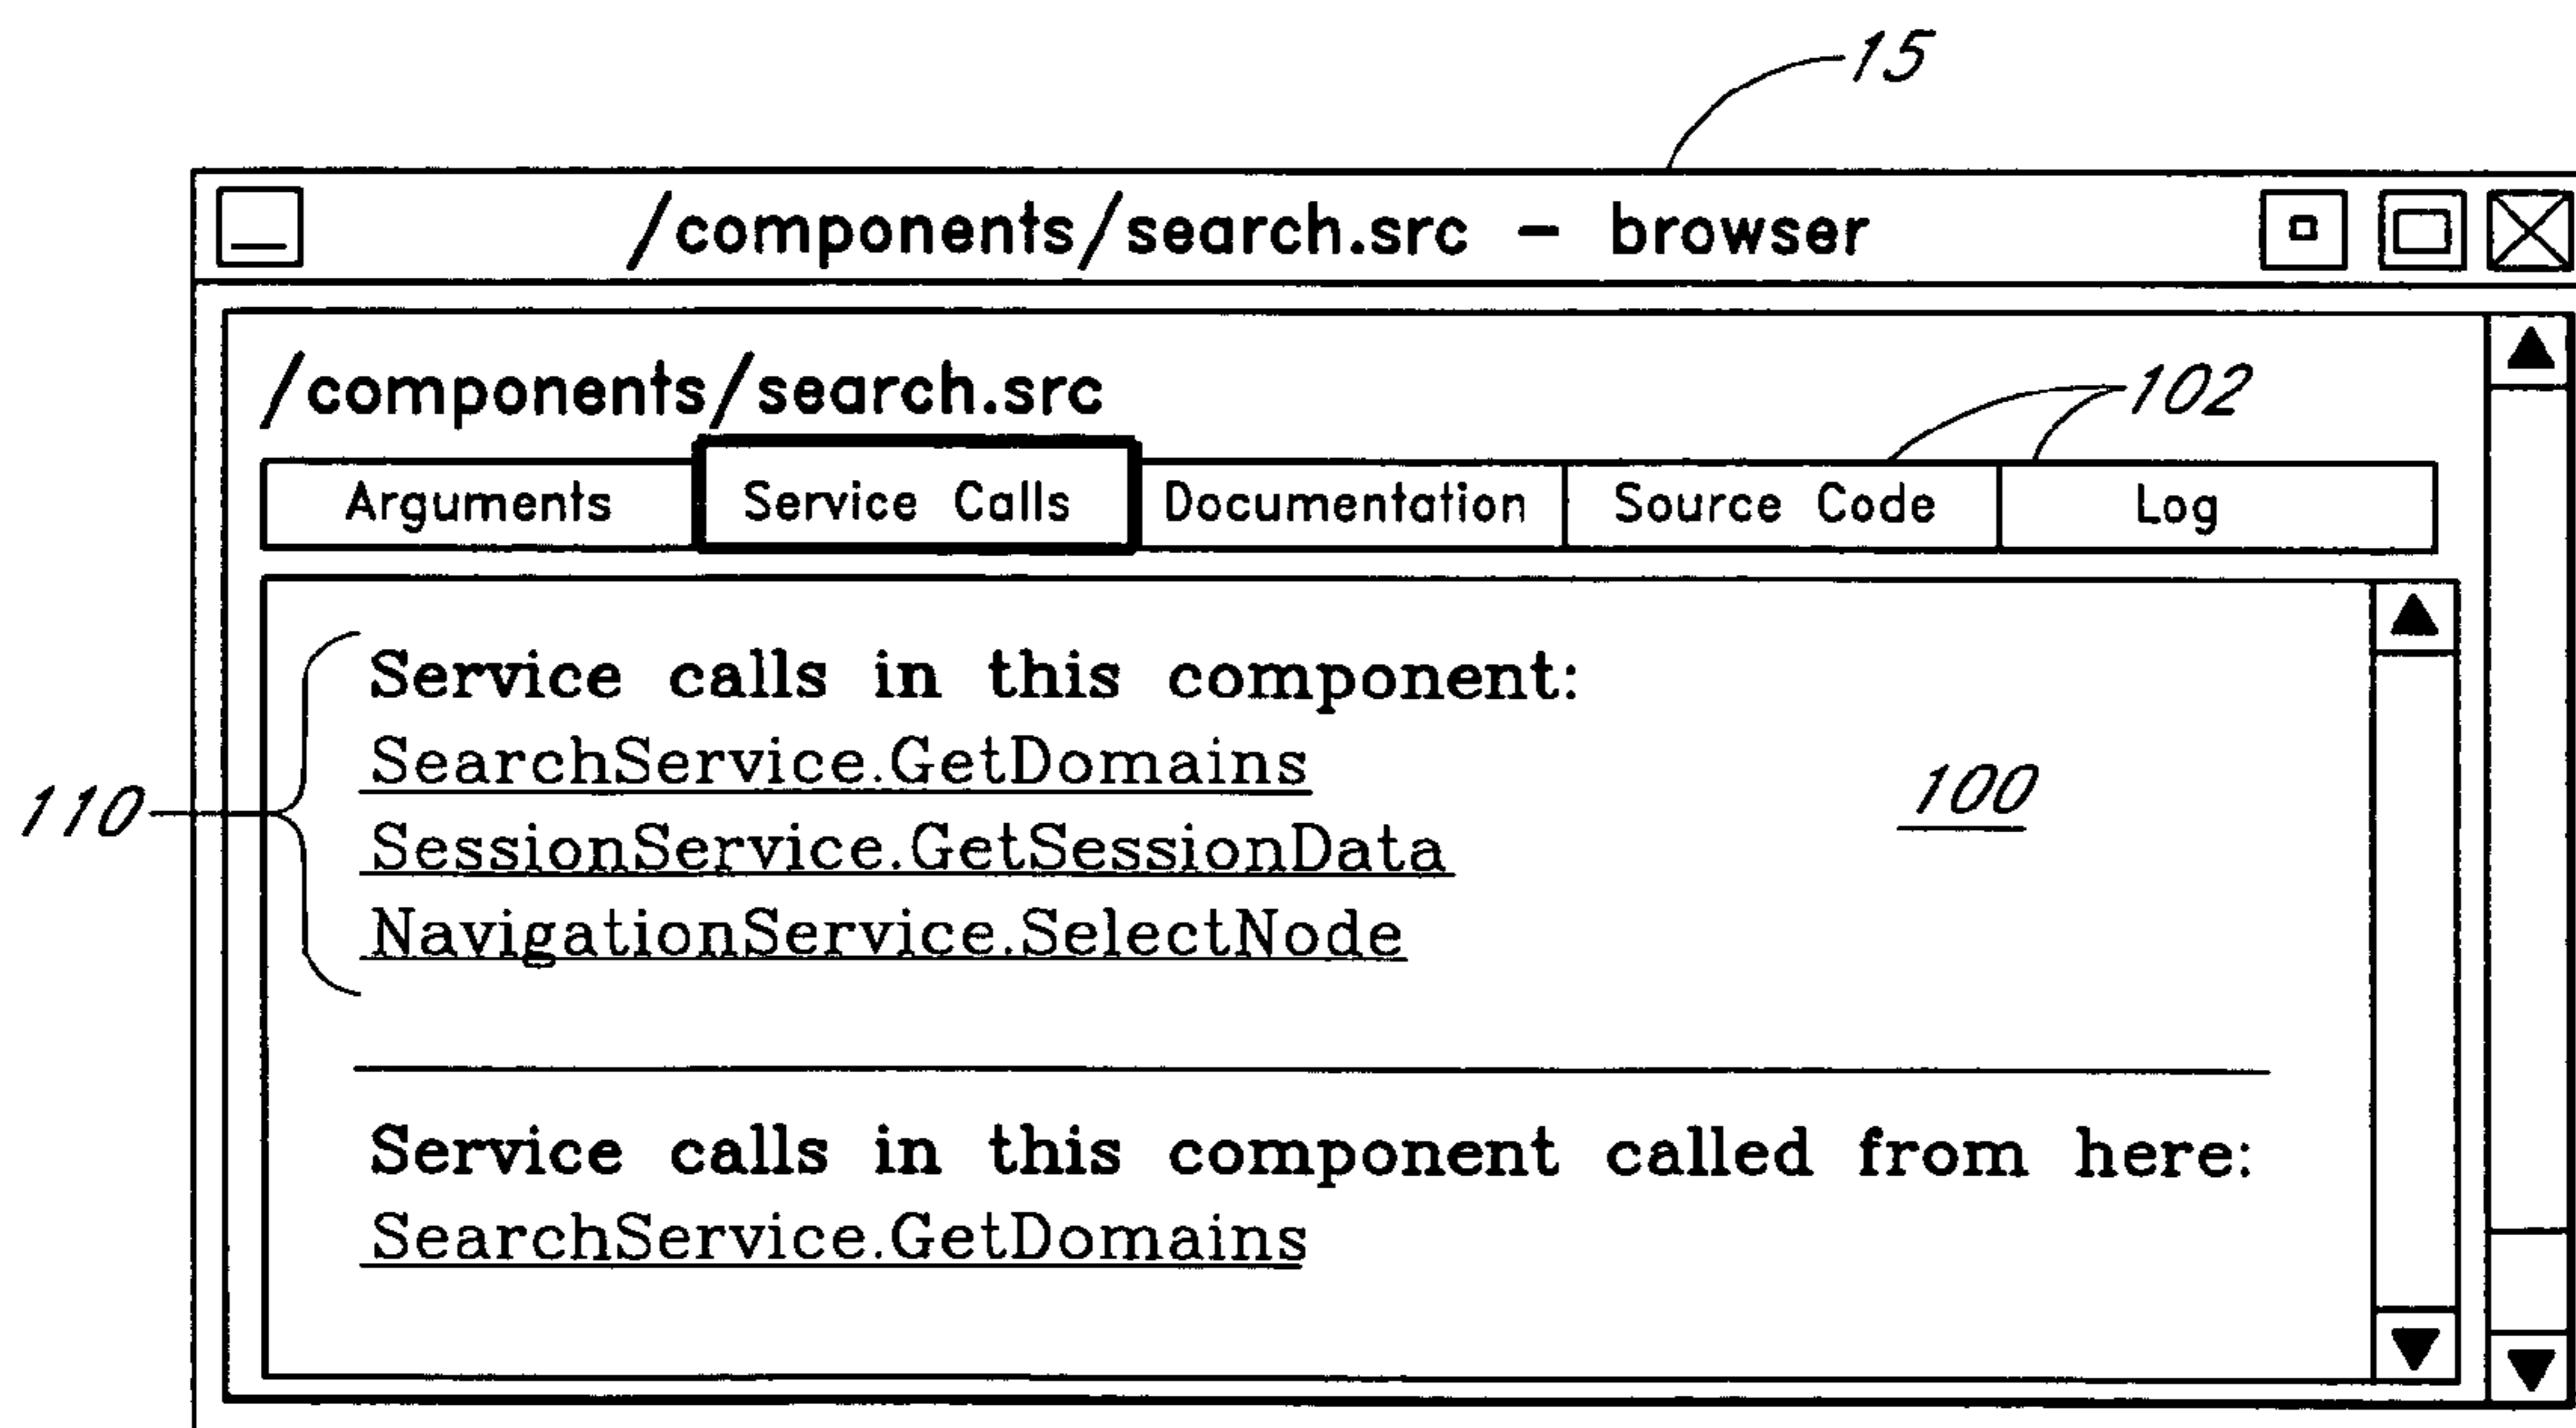 15
/components/search.src - browser
/components/search.src
102
Arguments Service Calls Documentation Source Code Log
Service calls in this component:
SearchService.GetDomains
110
100
SessionService.GetSessionData
NavigationService.SelectNode
Service calls in this component called from here:
SearchService.GetDomains